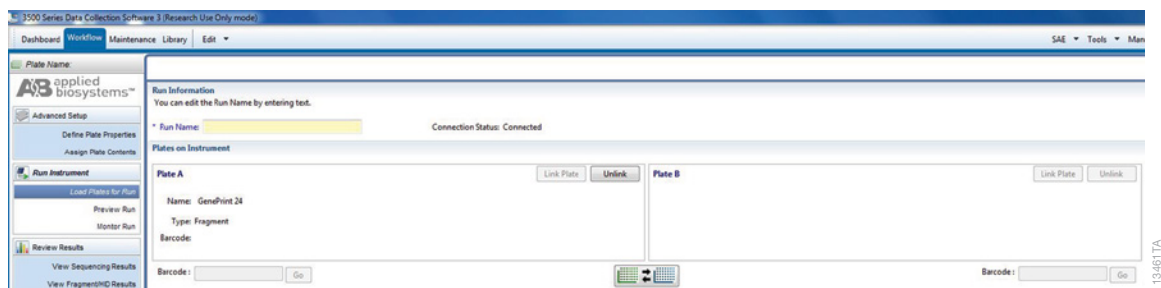 3500 Series Data Collection Software 3 (Research Use Only mode)
Dashboard Workflow Maintenance Library Edit SAE Tools Man
Plate Name:
AB applied biosystems™
Advanced Setup
Define Plate Properties
Assign Plate Contents
Run Instrument
Load Plates for Run
Preview Run
Monitor Run
Review Results
View Sequencing Results
View Fragment/HID Results
Run Information
You can edit the Run Name by entering text.
* Run Name: Connection Status: Connected
Plates on Instrument
Plate A Link Plate Unlink
Name: GenePrint 24
Type: Fragment
Barcode:
Barcode: Go
Plate B Link Plate Unlink
Barcode: Go
13461TA